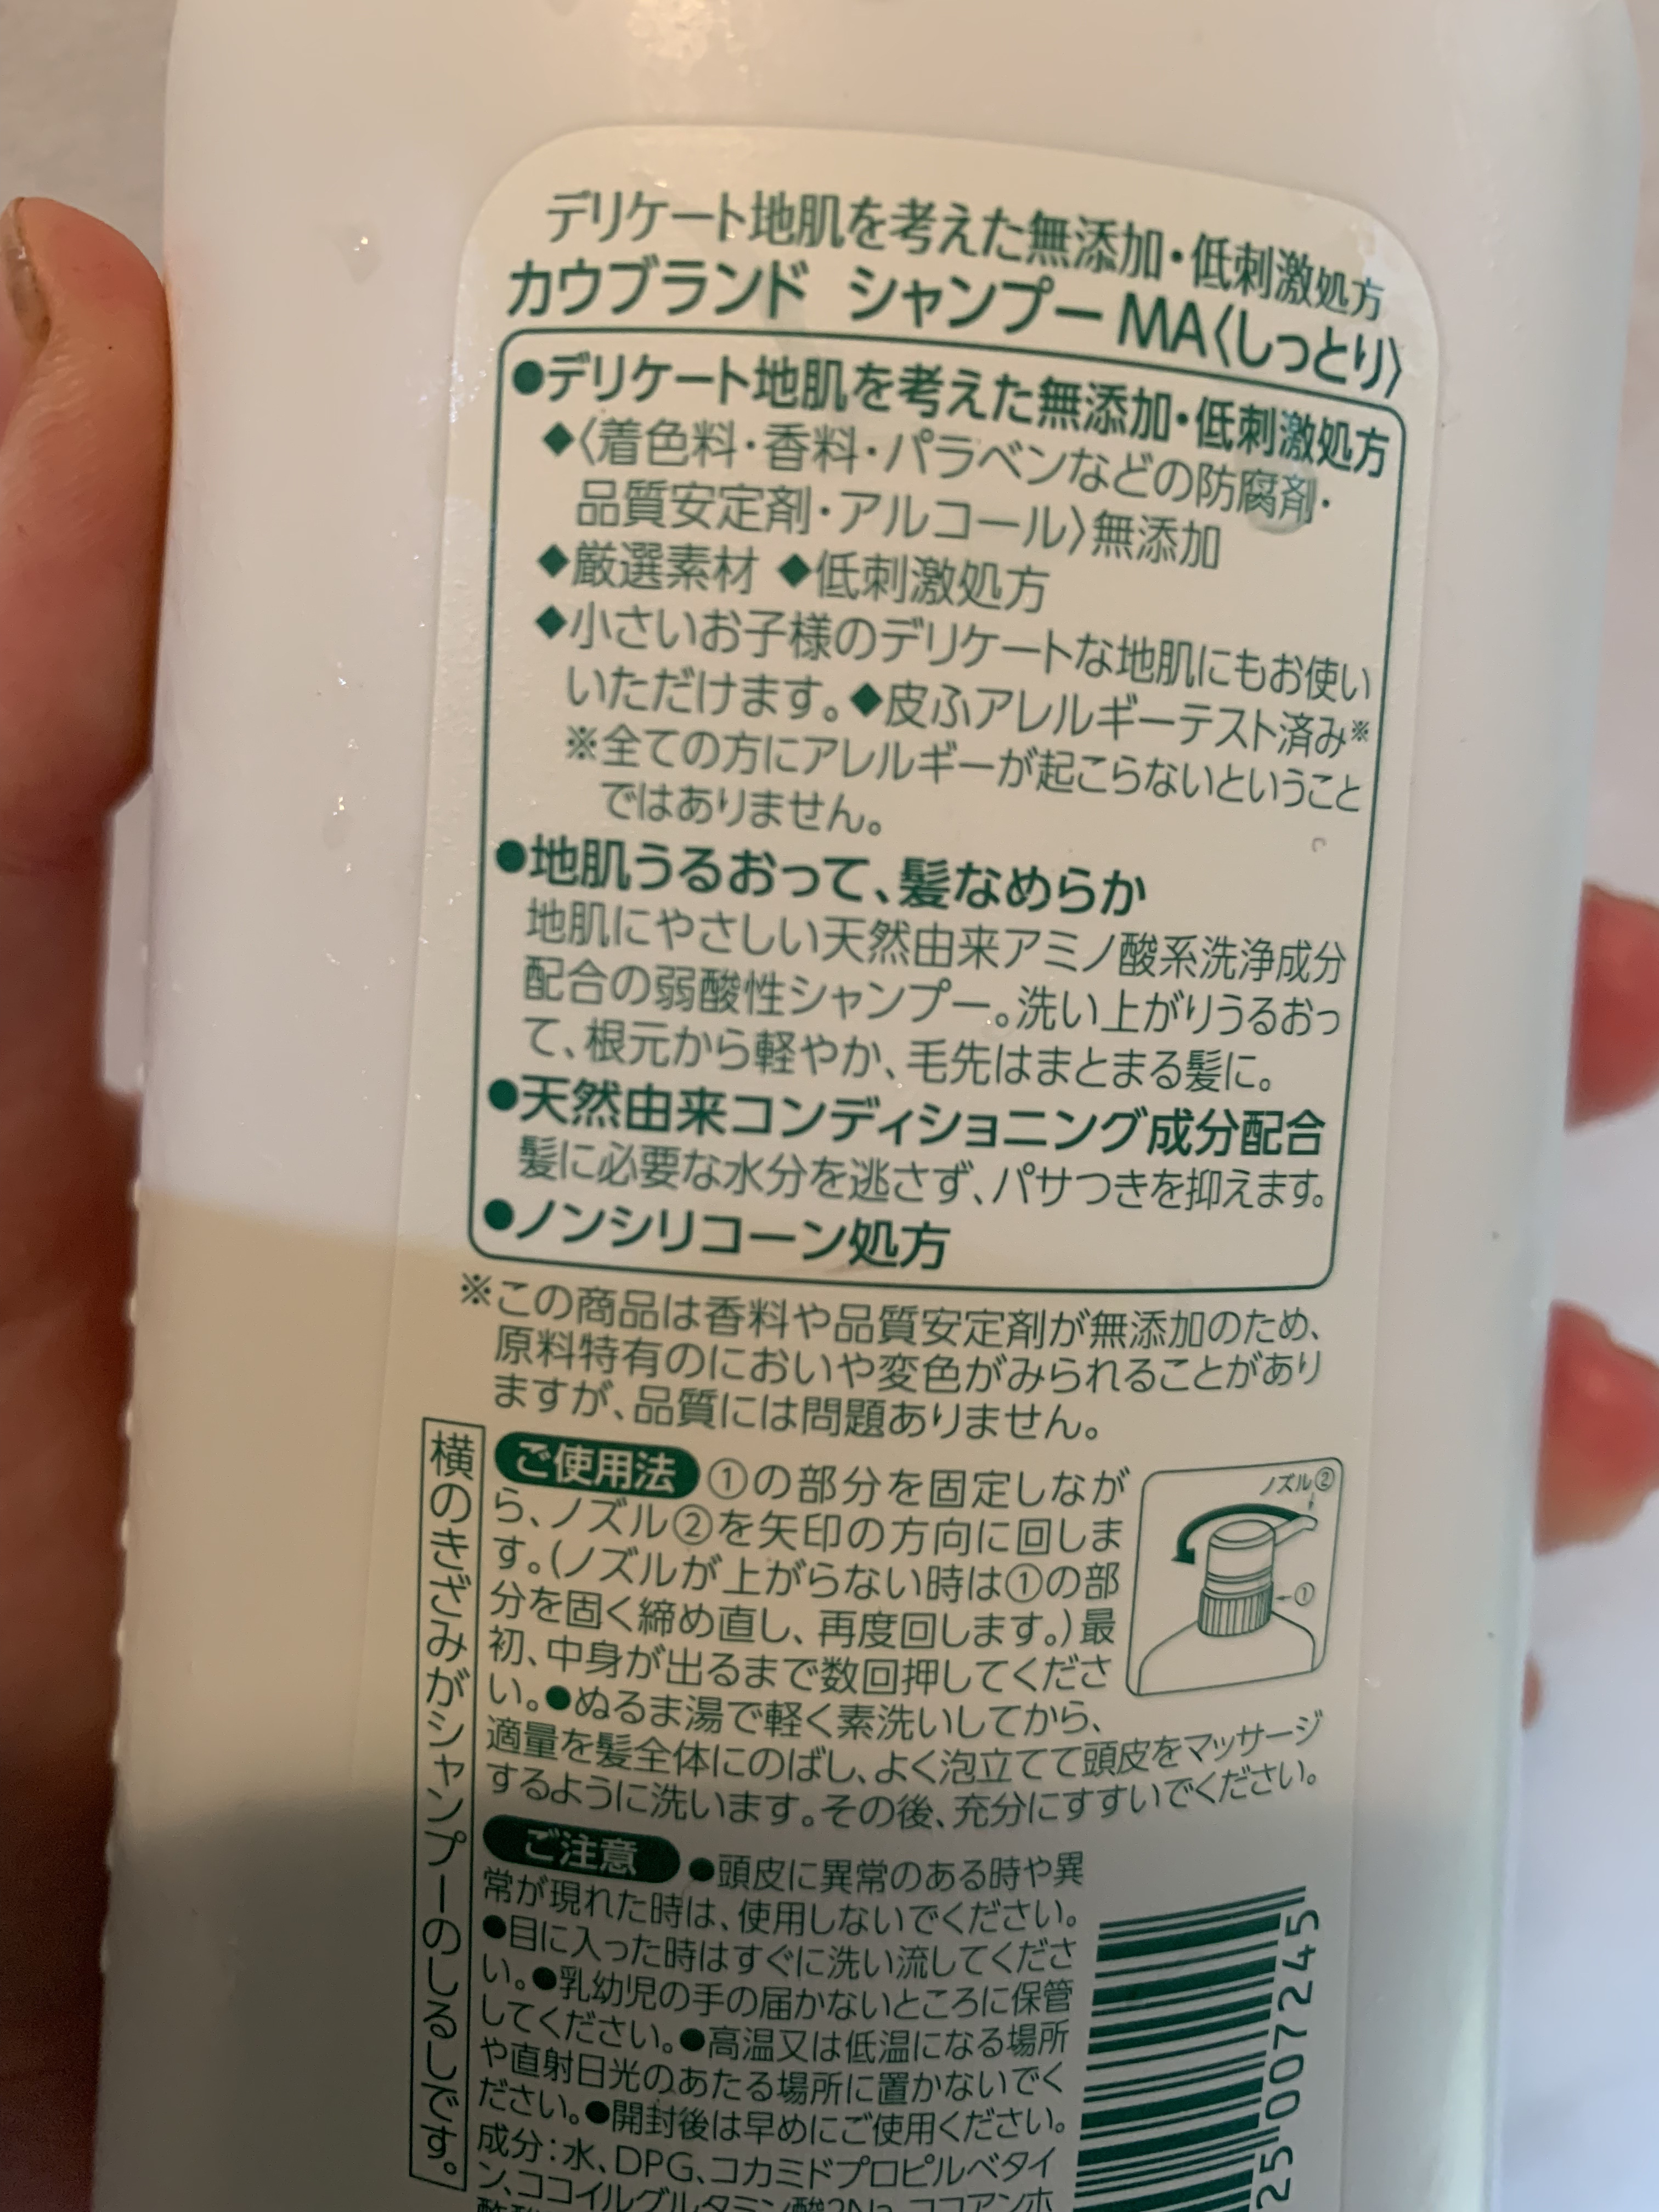 デリケート地肌を考えた無添加・低刺激処方
カウブランド シャンプーMA〈しっとり〉
●デリケート地肌を考えた無添加・低刺激処方
◆〈着色料・香料・パラベンなどの防腐剤・
品質安定剤・アルコール〉無添加
◆厳選素材 ◆低刺激処方
◆小さいお子様のデリケートな地肌にもお使い
いただけます。◆皮ふアレルギーテスト済み※
※全ての方にアレルギーが起こらないということ
ではありません。
●地肌うるおって、髪なめらか
地肌にやさしい天然由来アミノ酸系洗浄成分
配合の弱酸性シャンプー。洗い上がりうるおっ
て、根元から軽やか、毛先はまとまる髪に。
●天然由来コンディショニング成分配合
髪に必要な水分を逃さず、パサつきを抑えます。
●ノンシリコーン処方
※この商品は香料や品質安定剤が無添加のため、
原料特有のにおいや変色がみられることがあり
ますが、品質には問題ありません。
横のきざみがシャンプーのしるしです。
ご使用法 ①の部分を固定しなが
ら、ノズル②を矢印の方向に回しま
す。(ノズルが上がらない時は①の部
分を固く締め直し、再度回します。)最
初、中身が出るまで数回押してくださ
い。●ぬるま湯で軽く素洗いしてから、
適量を髪全体にのばし、よく泡立てて頭皮をマッサージ
するように洗います。その後、充分にすすいでください。
ノズル②
①
ご注意 ●頭皮に異常のある時や異
常が現れた時は、使用しないでください。
●目に入った時はすぐに洗い流してくださ
い。●乳幼児の手の届かないところに保管
してください。●高温又は低温になる場所
や直射日光のあたる場所に置かないでく
ださい。●開封後は早めにご使用ください。
成分:水、DPG、コカミドプロピルベタイ
ン、ココイルグルタミン酸2Na、ココアンホ
25 007245